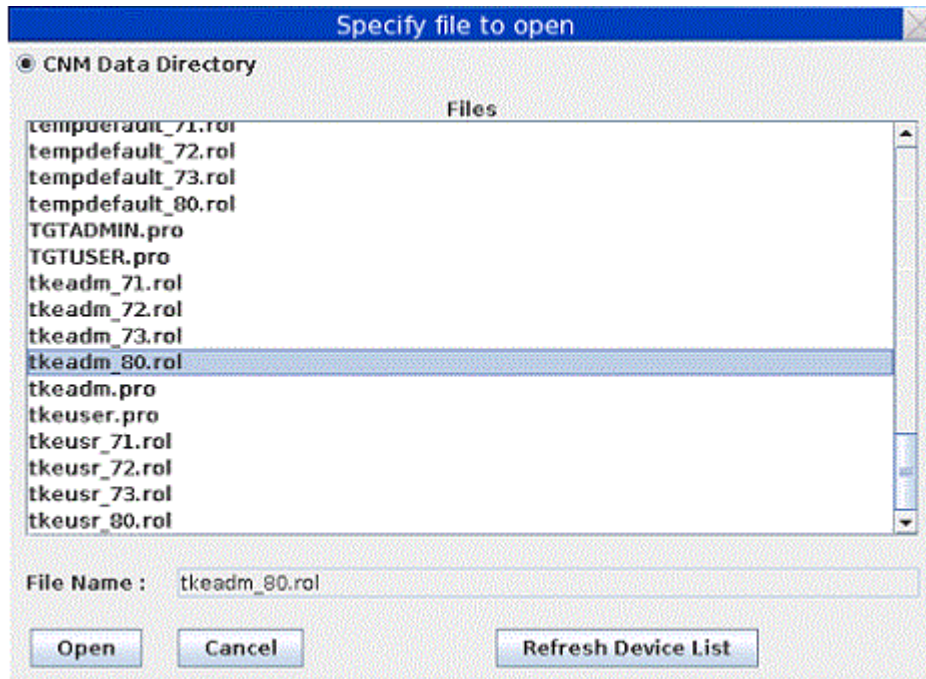 Specify file to open
CNM Data Directory
Files
tempdefault_71.rol
tempdefault_72.rol
tempdefault_73.rol
tempdefault_80.rol
TGTADMIN.pro
TGTUSER.pro
tkeadm_71.rol
tkeadm_72.rol
tkeadm_73.rol
tkeadm_80.rol
tkeadm.pro
tkeuser.pro
tkeusr_71.rol
tkeusr_72.rol
tkeusr_73.rol
tkeusr_80.rol
File Name : tkeadm_80.rol
Open Cancel Refresh Device List